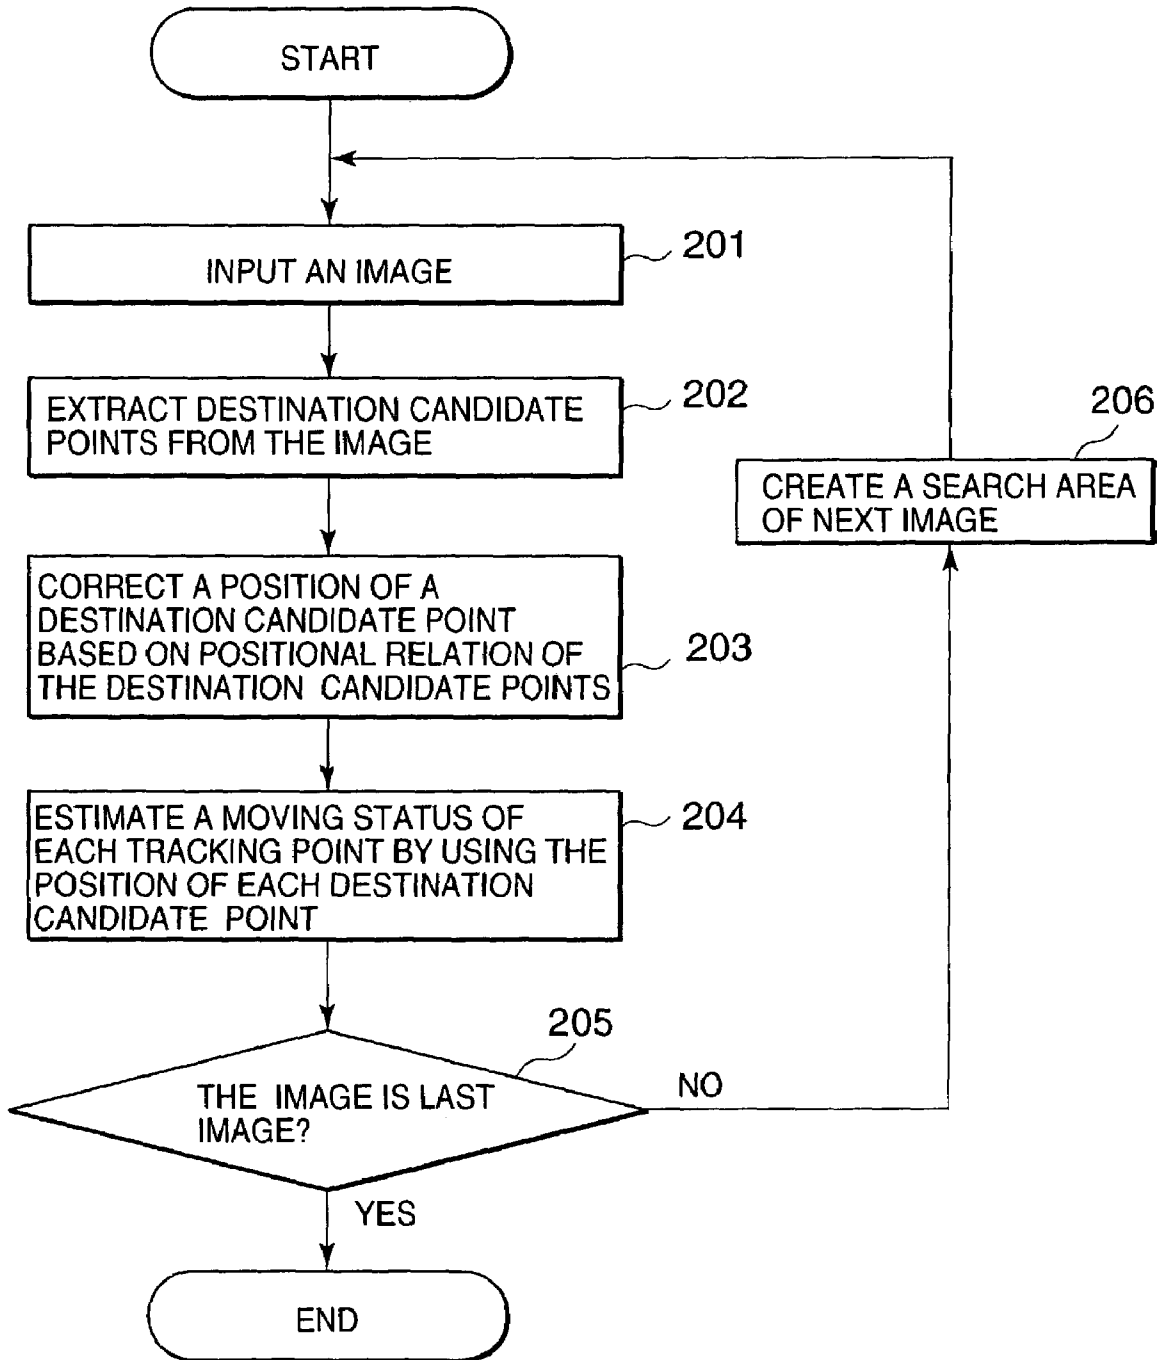 START
INPUT AN IMAGE
201
EXTRACT DESTINATION CANDIDATE
POINTS FROM THE IMAGE
202
CORRECT A POSITION OF A
DESTINATION CANDIDATE POINT
BASED ON POSITIONAL RELATION OF
THE DESTINATION CANDIDATE POINTS
203
ESTIMATE A MOVING STATUS OF
EACH TRACKING POINT BY USING THE
POSITION OF EACH DESTINATION
CANDIDATE POINT
204
205
THE IMAGE IS LAST
IMAGE?
NO
206
CREATE A SEARCH AREA
OF NEXT IMAGE
YES
END